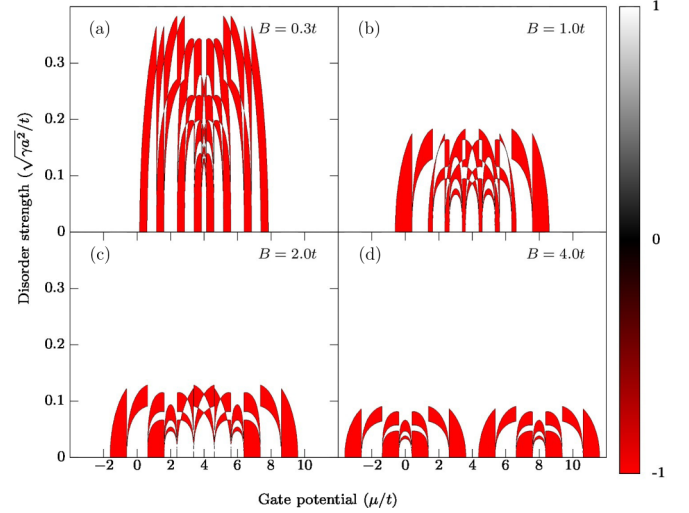 (a)
B = 0.3t
(b)
B = 1.0t
1
0.4
0.3
0.2
0.1
0
(c)
B = 2.0t
(d)
B = 4.0t
0
0.3
0.2
0.1
0
-1
−2 0 2 4 6 8 10
−2 0 2 4 6 8 10
Disorder strength (√γa²/t)
Gate potential (μ/t)